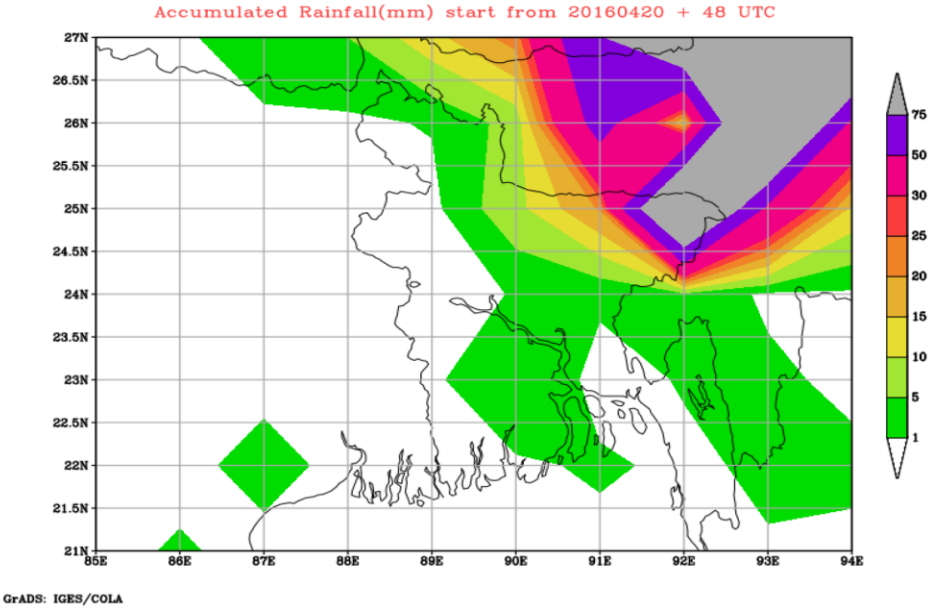 Accumulated Rainfall(mm) start from 20160420 + 48 UTC
27N
26.5N
26N
25.5N
25N
24.5N
24N
23.5N
23N
22.5N
22N
21.5N
21N
85E 86E 87E 88E 89E 90E 91E 92E 93E 94E
75
50
30
25
20
15
10
5
1
GrADS: IGES/COLA